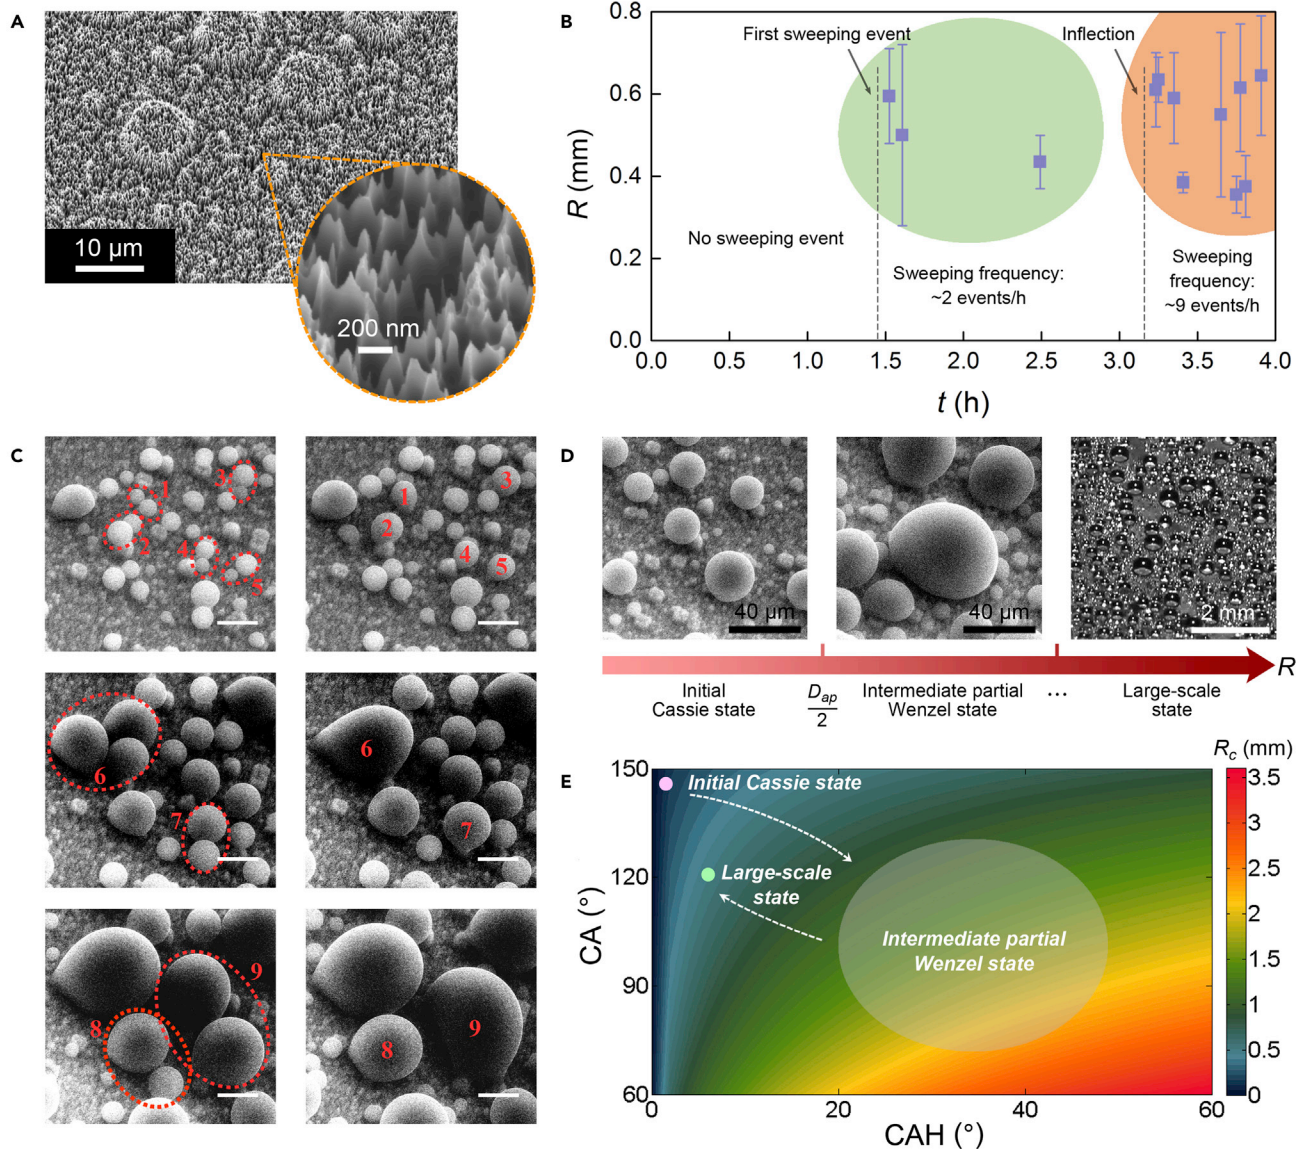 A
10 µm
200 nm
B
0.8
0.6
0.4
0.2
0.0
R (mm)
First sweeping event
Inflection
No sweeping event
Sweeping frequency:
~2 events/h
Sweeping
frequency:
~9 events/h
0.0 0.5 1.0 1.5 2.0 2.5 3.0 3.5 4.0
t (h)
C
1
2
3
4
5
1
2
3
4
5
6
7
6
7
8
9
8
9
D
40 µm
40 µm
2 mm
R
Initial
Cassie state
D_ap
2
Intermediate partial
Wenzel state
...
Large-scale
state
E
150
120
90
60
CA (°)
Initial Cassie state
Large-scale
state
Intermediate partial
Wenzel state
0 20 40 60
CAH (°)
R_c (mm)
3.5
3
2.5
2
1.5
1
0.5
0